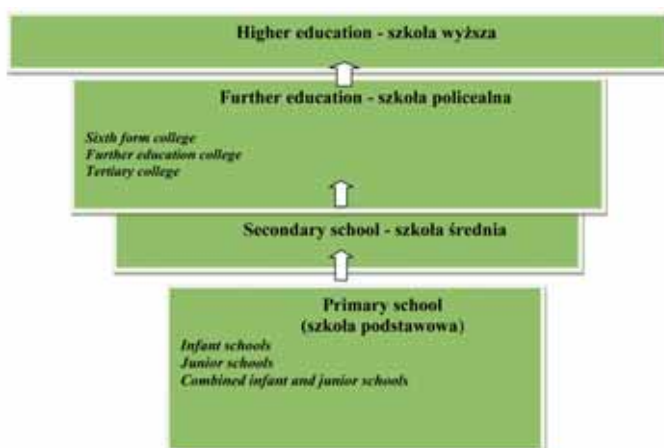 Higher education - szkoła wyższa
Further education - szkoła policealna
Sixth form college
Further education college
Tertiary college
Secondary school - szkoła średnia
Primary school
(szkoła podstawowa)
Infant schools
Junior schools
Combined infant and junior schools